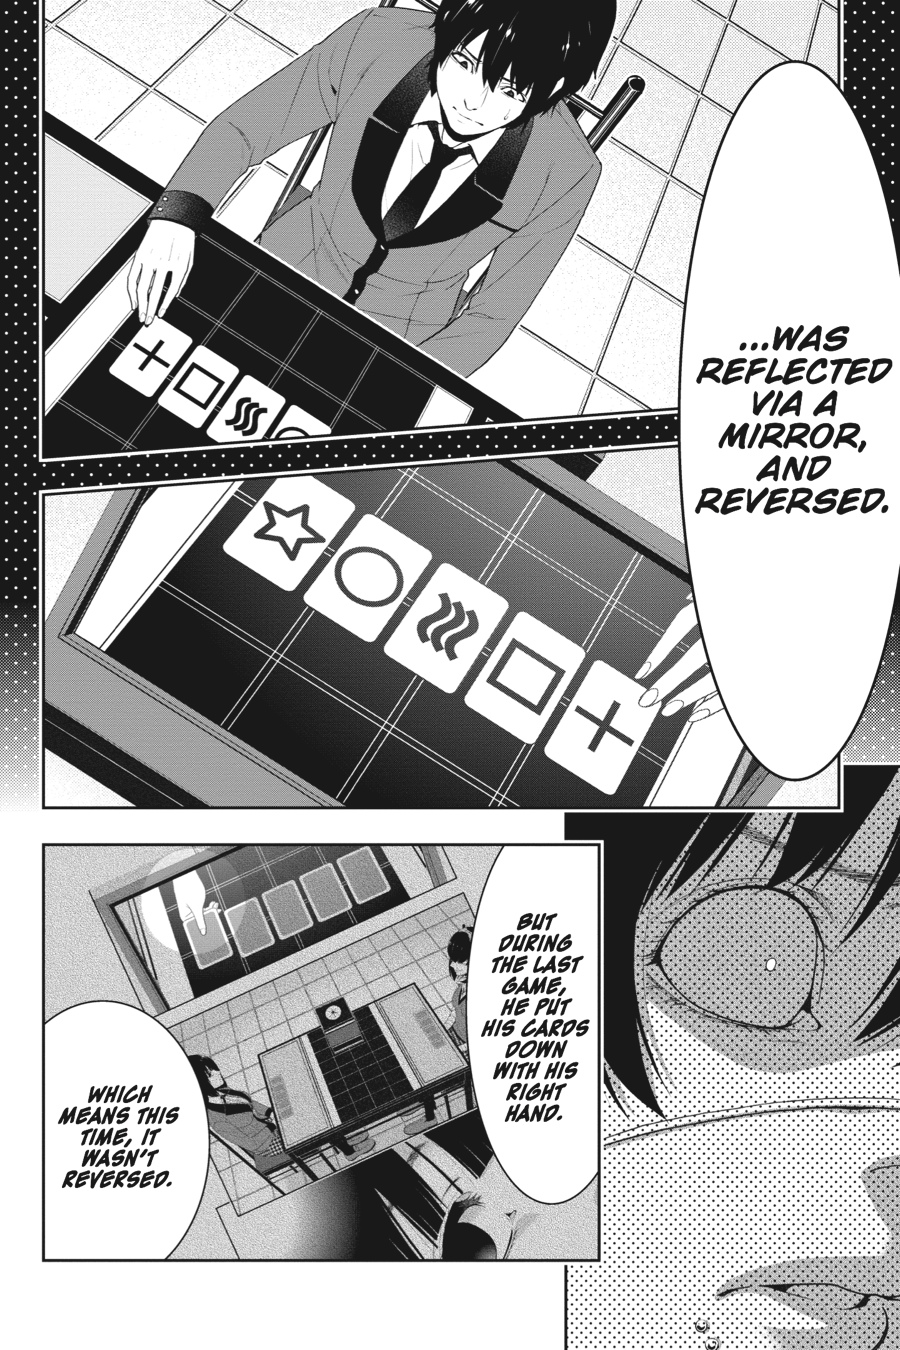 ...WAS
REFLECTED
VIA A
MIRROR,
AND
REVERSED.
BUT
DURING
THE LAST
GAME,
HE PUT
HIS CARDS
DOWN
WITH HIS
RIGHT
HAND.
WHICH
MEANS THIS
TIME, IT
WASN'T
REVERSED.